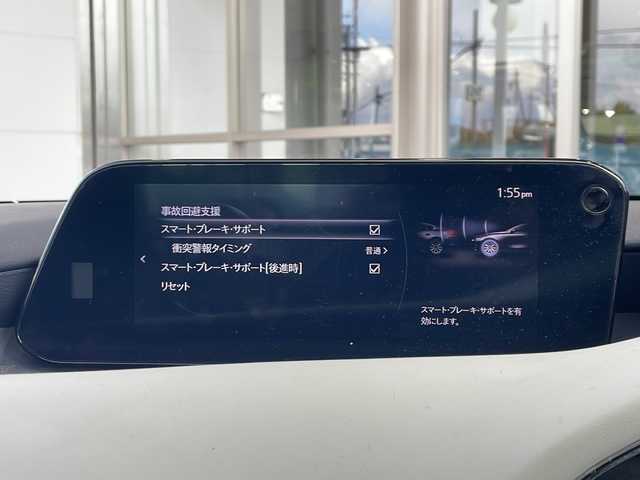 1:55pm
事故回避支援
スマート・ブレーキ・サポート
衝突警報タイミング 普通
スマート・ブレーキ・サポート[後進時]
リセット
スマート・ブレーキ・サポートを有
効にします。